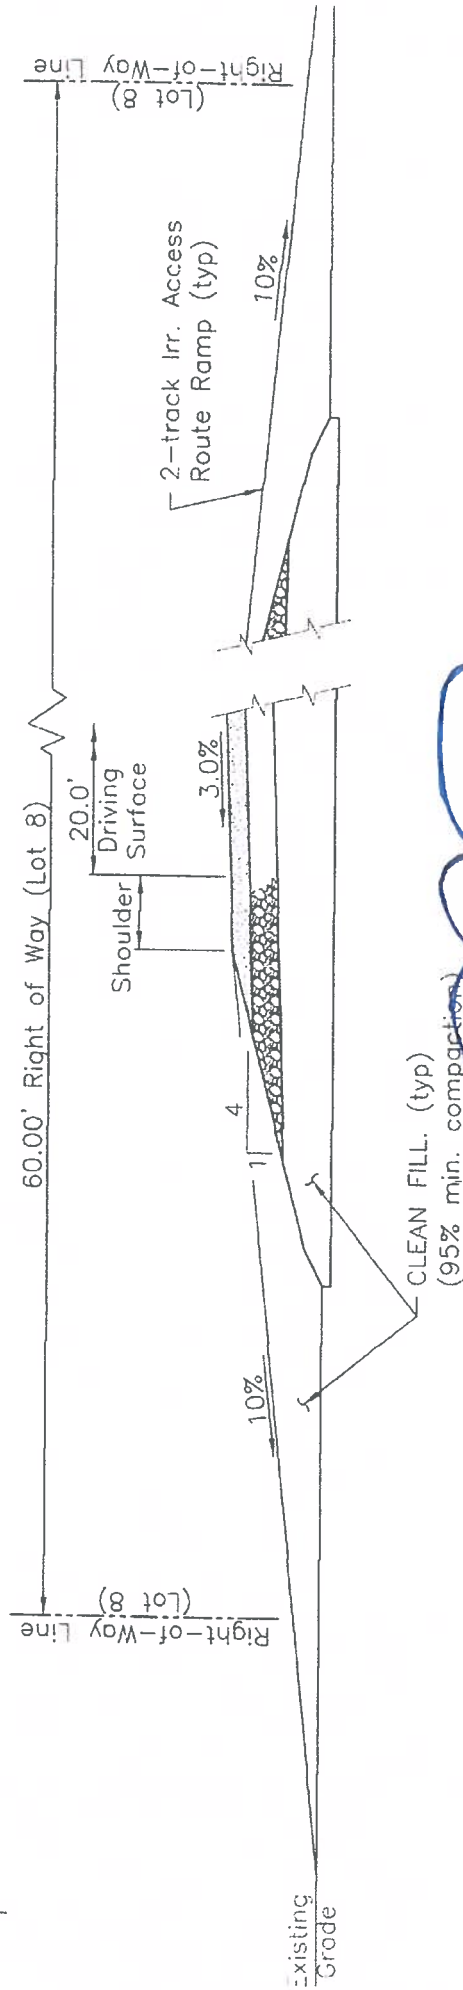 60.00' Right of Way (Lot 8)
Right-of-Way Line
(Lot 8)
Right-of-Way Line
(Lot 8)
20.0'
Driving
Surface
Shoulder
3.0%
4
1
10%
10%
2-track Irr. Access
Route Ramp (typ)
CLEAN FILL. (typ)
(95% min. compaction)
Existing
Grade